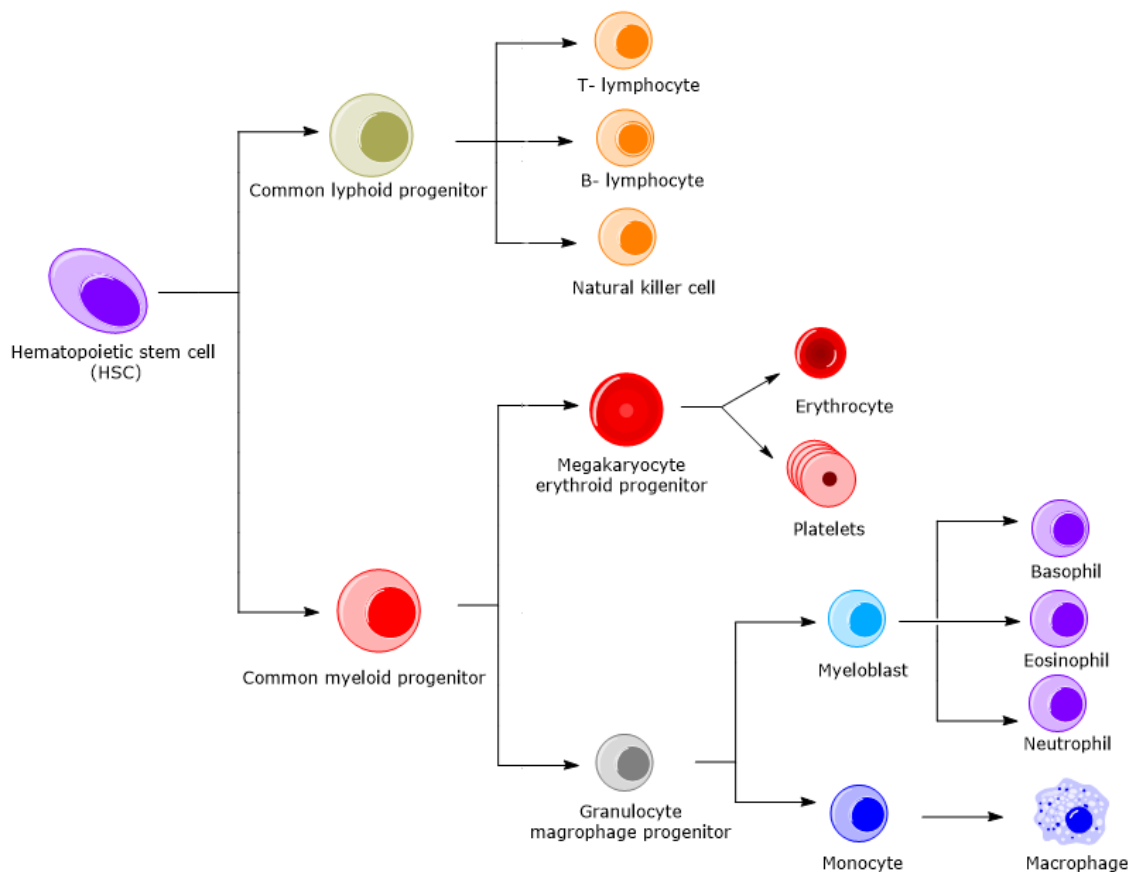 T- lymphocyte
Common lyphoid progenitor
B- lymphocyte
Natural killer cell
Hematopoietic stem cell
(HSC)
Erythrocyte
Megakaryocyte
erythroid progenitor
Platelets
Basophil
Common myeloid progenitor
Myeloblast
Eosinophil
Neutrophil
Granulocyte
magrophage progenitor
Monocyte
Macrophage